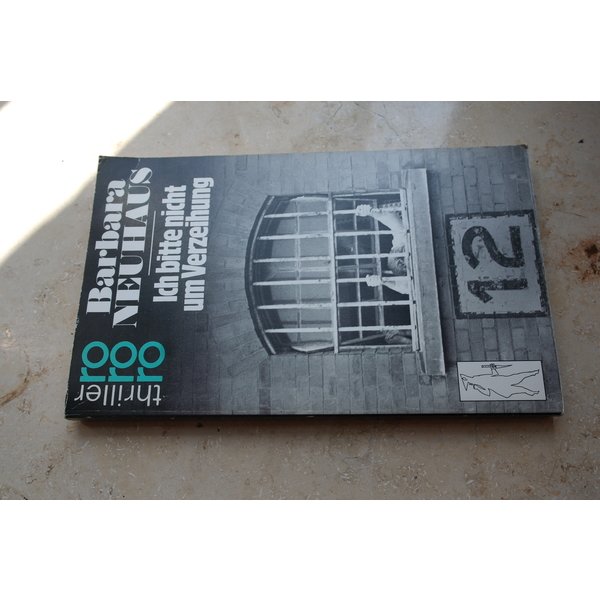 Barbara
NEUHAUS
Ich bitte nicht
um Verzeihung
ro
ro
ro
thriller
12